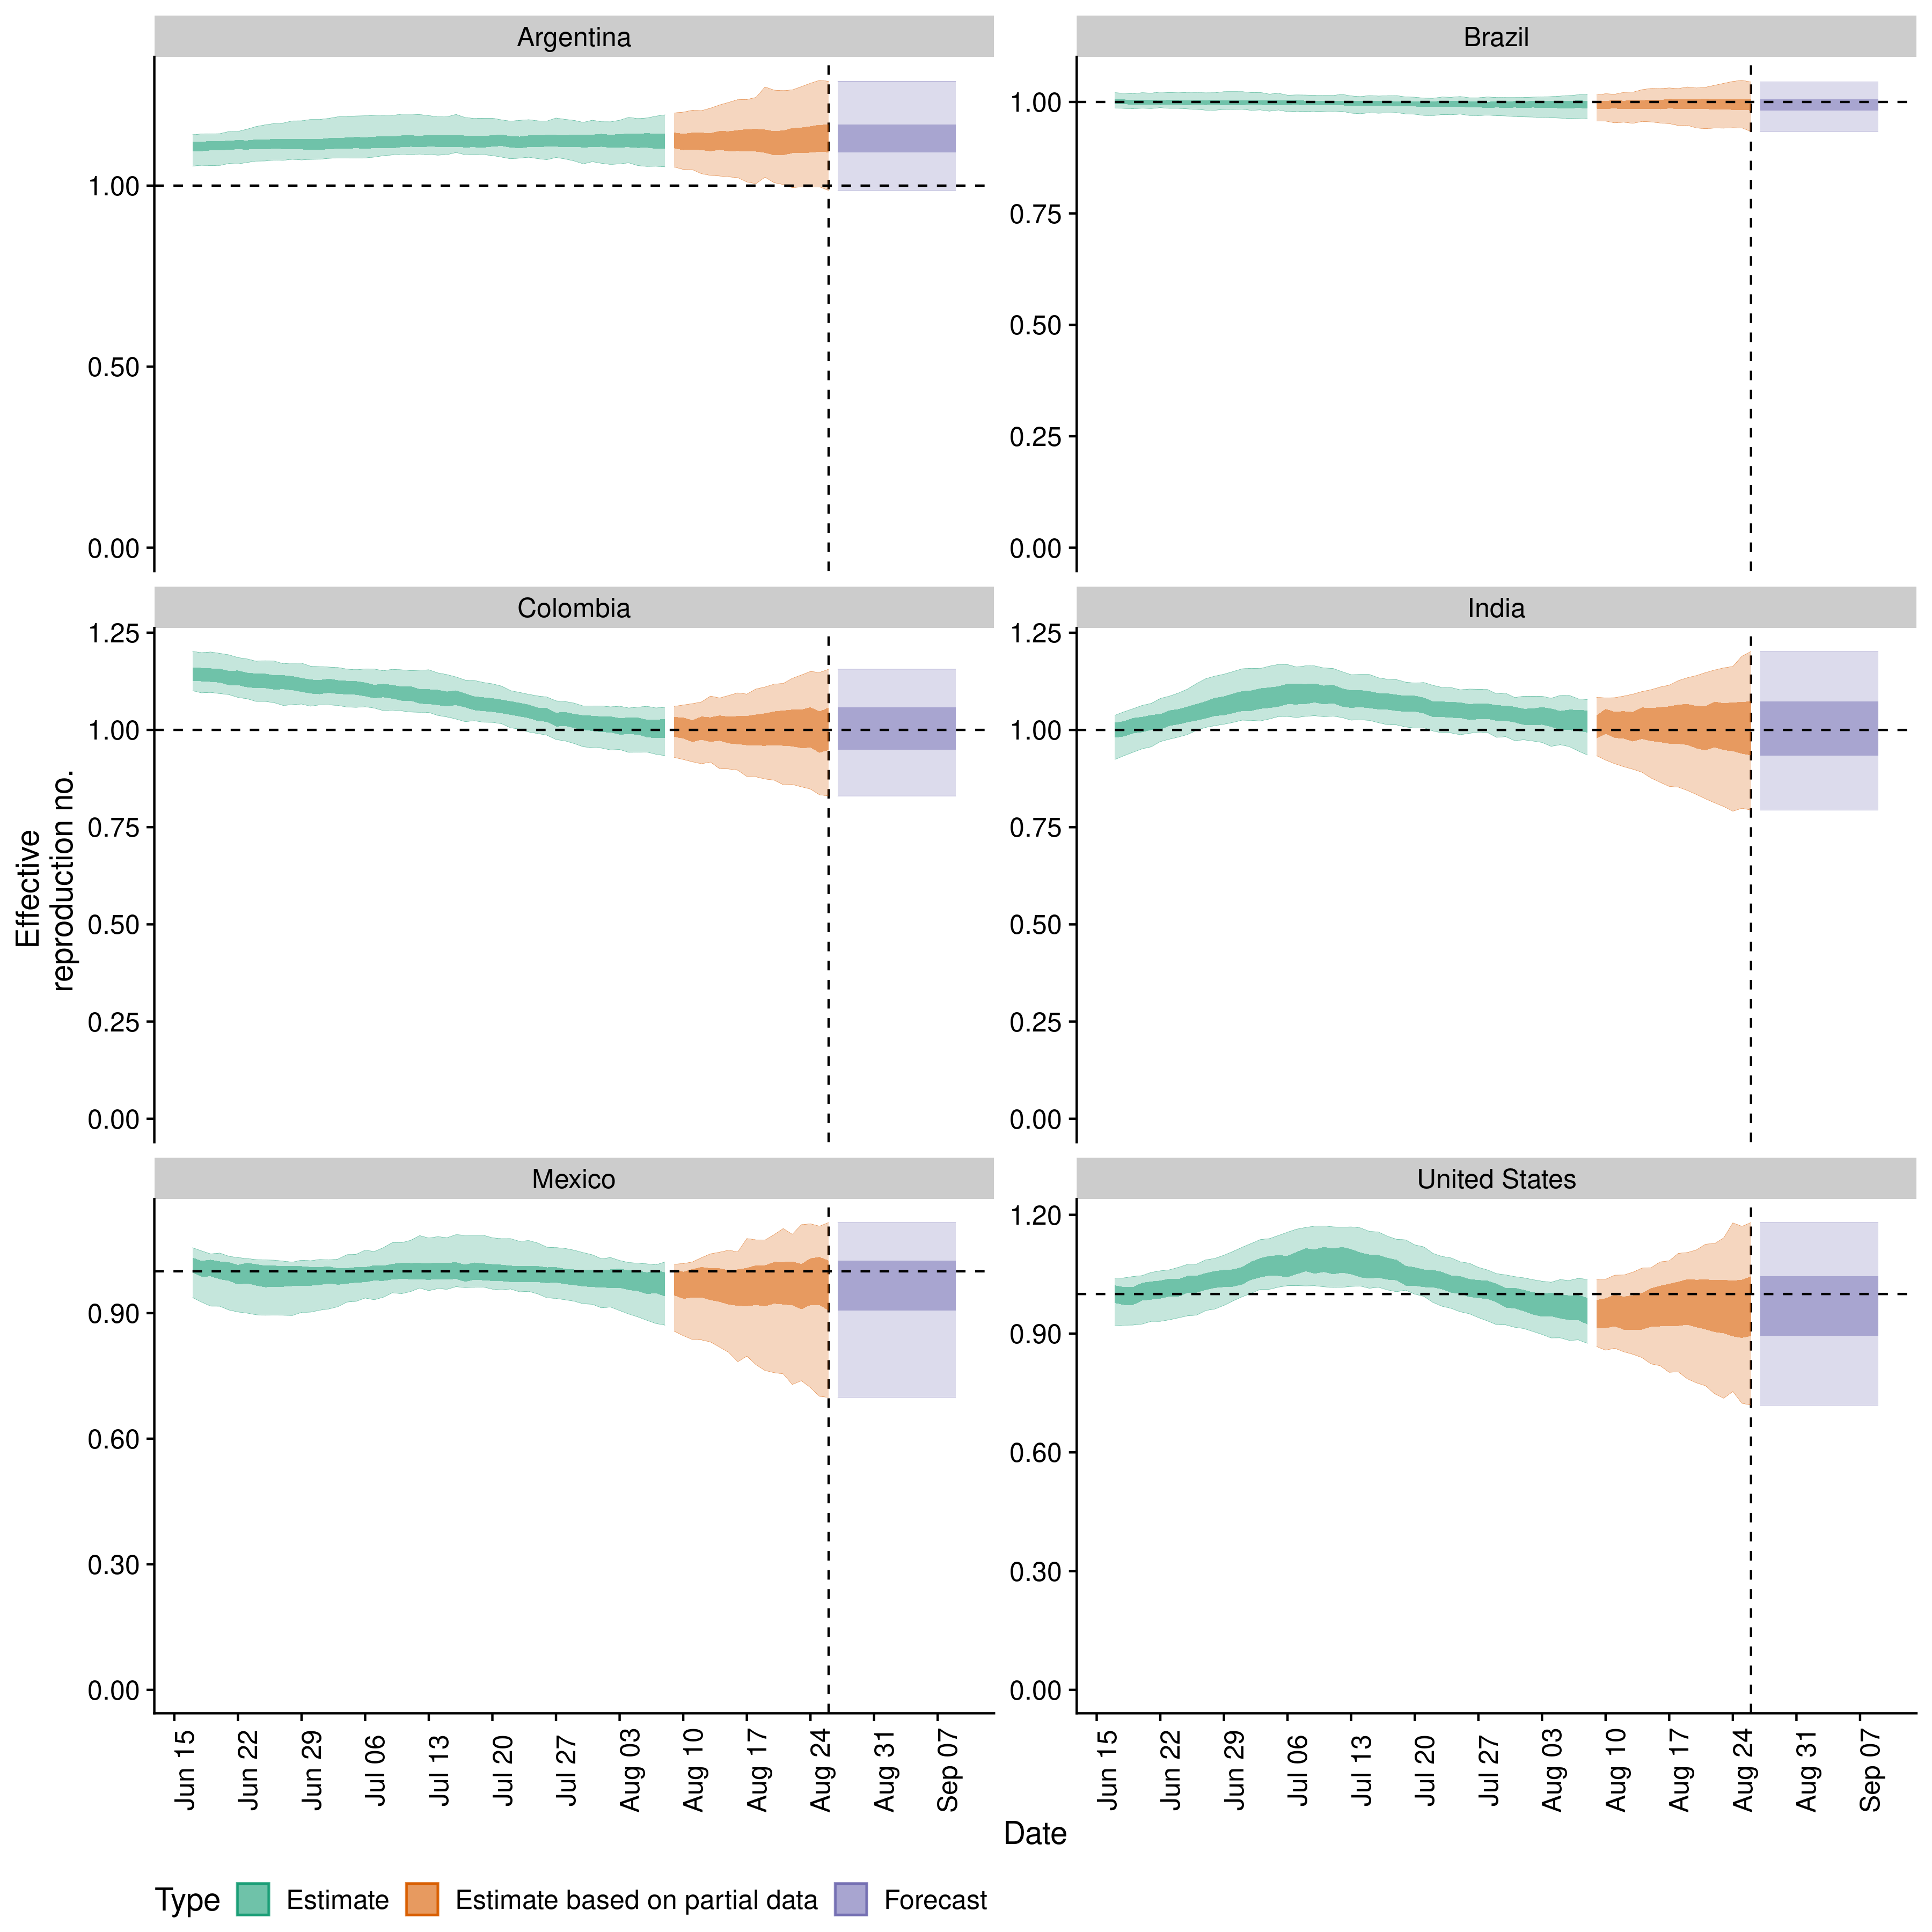 Argentina
Brazil
1.00
0.50
0.00
1.00
0.75
0.50
0.25
0.00
Colombia
India
1.25
1.00
0.75
0.50
0.25
0.00
1.25
1.00
0.75
0.50
0.25
0.00
Effective
reproduction no.
Mexico
United States
0.90
0.60
0.30
0.00
1.20
0.90
0.60
0.30
0.00
Jun 15
Jun 22
Jun 29
Jul 06
Jul 13
Jul 20
Jul 27
Aug 03
Aug 10
Aug 17
Aug 24
Aug 31
Sep 07
Jun 15
Jun 22
Jun 29
Jul 06
Jul 13
Jul 20
Jul 27
Aug 03
Aug 10
Aug 17
Aug 24
Aug 31
Sep 07
Date
Type Estimate Estimate based on partial data Forecast